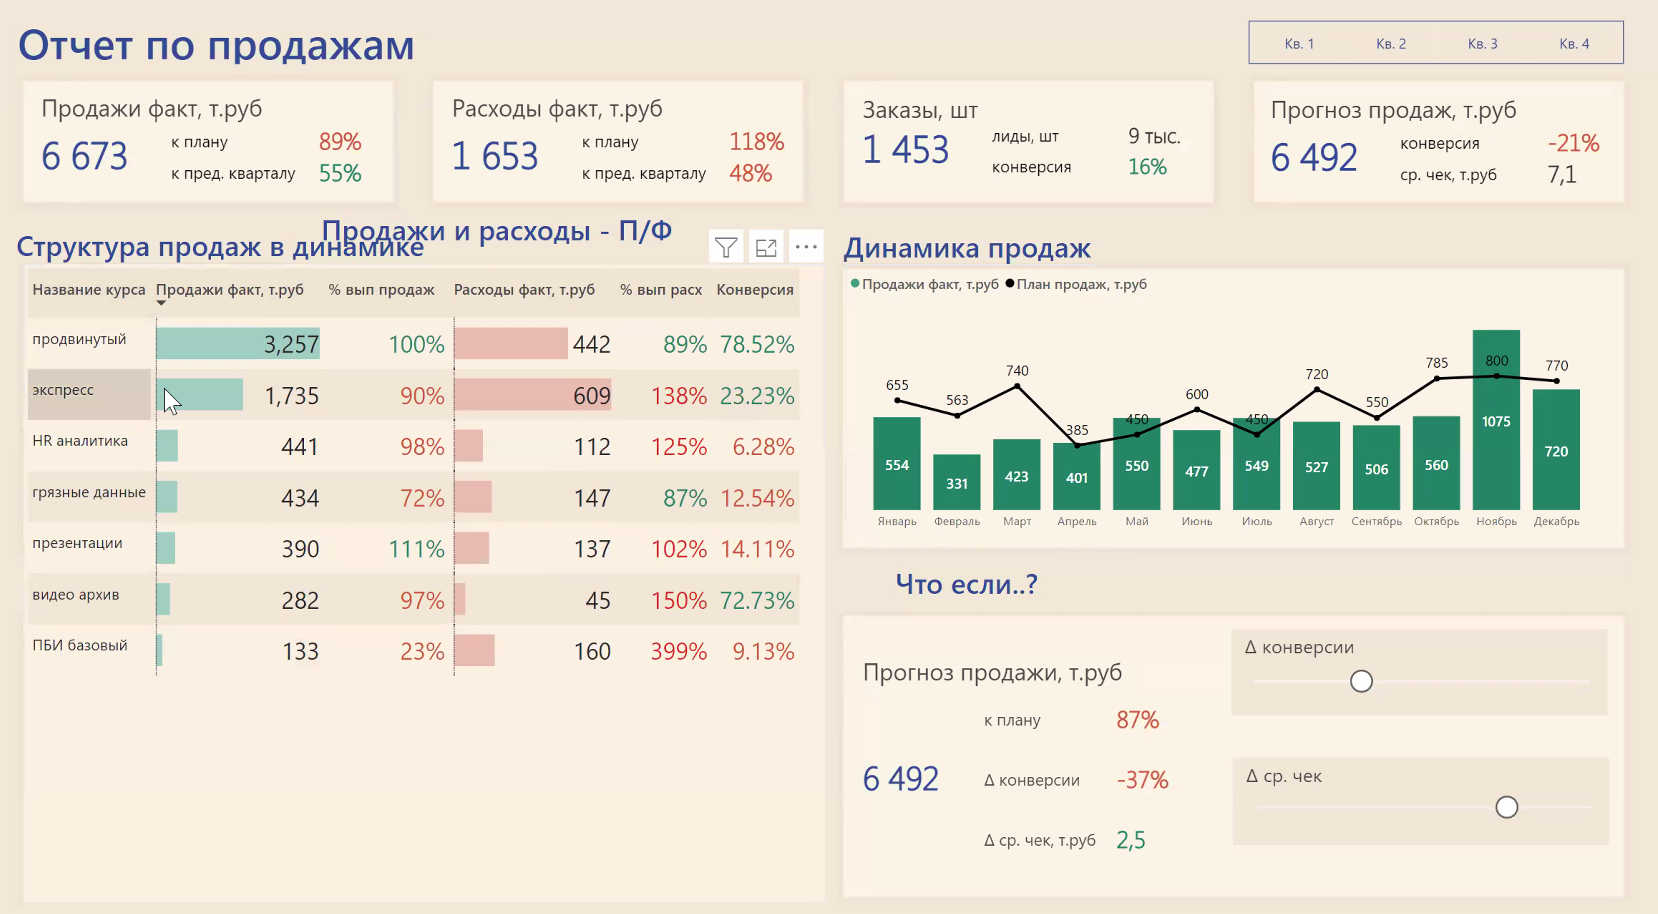 Отчет по продажам
Кв. 1 Кв. 2 Кв. 3 Кв. 4
Продажи факт, т.руб
6 673
к плану 89%
к пред. кварталу 55%
Расходы факт, т.руб
1 653
к плану 118%
к пред. кварталу 48%
Заказы, шт
1 453
лиды, шт 9 тыс.
конверсия 16%
Прогноз продаж, т.руб
6 492
конверсия -21%
ср. чек, т.руб 7,1
Продажи и расходы - П/Ф
Структура продаж в динамике
Название курса Продажи факт, т.руб % вып продаж Расходы факт, т.руб % вып расх Конверсия
продвинутый 3,257 100% 442 89% 78.52%
экспресс 1,735 90% 609 138% 23.23%
HR аналитика 441 98% 112 125% 6.28%
грязные данные 434 72% 147 87% 12.54%
презентации 390 111% 137 102% 14.11%
видео архив 282 97% 45 150% 72.73%
ПБИ базовый 133 23% 160 399% 9.13%
Динамика продаж
Продажи факт, т.руб План продаж, т.руб
655 563 740 385 450 600 450 720 550 785 800 770
554 331 423 401 550 477 549 527 506 560 1075 720
Январь Февраль Март Апрель Май Июнь Июль Август Сентябрь Октябрь Ноябрь Декабрь
Что если..?
Прогноз продажи, т.руб
6 492
к плану 87%
Δ конверсии -37%
Δ ср. чек, т.руб 2,5
Δ конверсии
Δ ср. чек